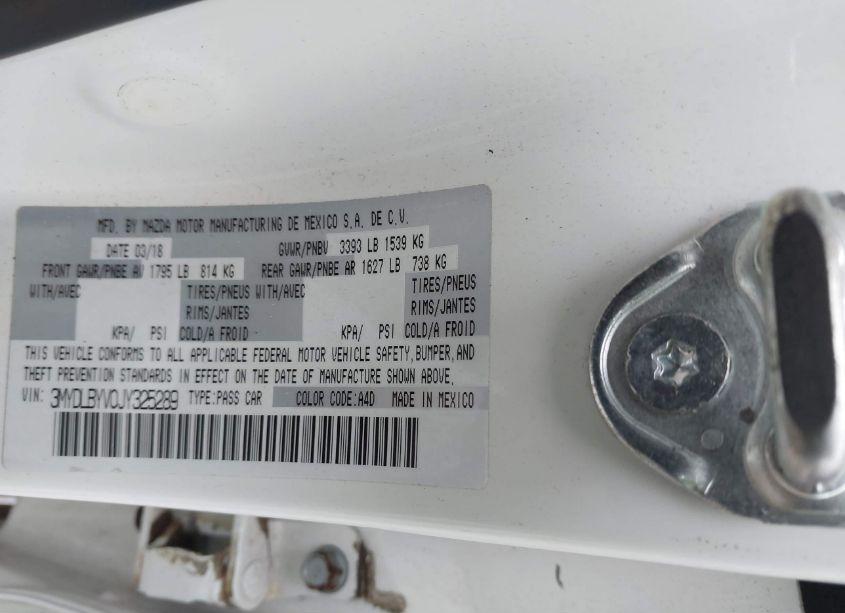 MFD. BY MAZDA MOTOR MANUFACTURING DE MEXICO S.A. DE C.V.
DATE 03/18 GVWR/PNBV 3393 LB 1539 KG
FRONT GAWR/PNBE AV 1795 LB 814 KG REAR GAWR/PNBE AR 1627 LB 738 KG
WITH/AVEC TIRES/PNEUS WITH/AVEC TIRES/PNEUS
RIMS/JANTES RIMS/JANTES
KPA/ PSI COLD/A FROID KPA/ PSI COLD/A FROID
THIS VEHICLE CONFORMS TO ALL APPLICABLE FEDERAL MOTOR VEHICLE SAFETY, BUMPER, AND
THEFT PREVENTION STANDARDS IN EFFECT ON THE DATE OF MANUFACTURE SHOWN ABOVE.
VIN: 3MYDLBYV0JY325289 TYPE:PASS CAR COLOR CODE:A4D MADE IN MEXICO